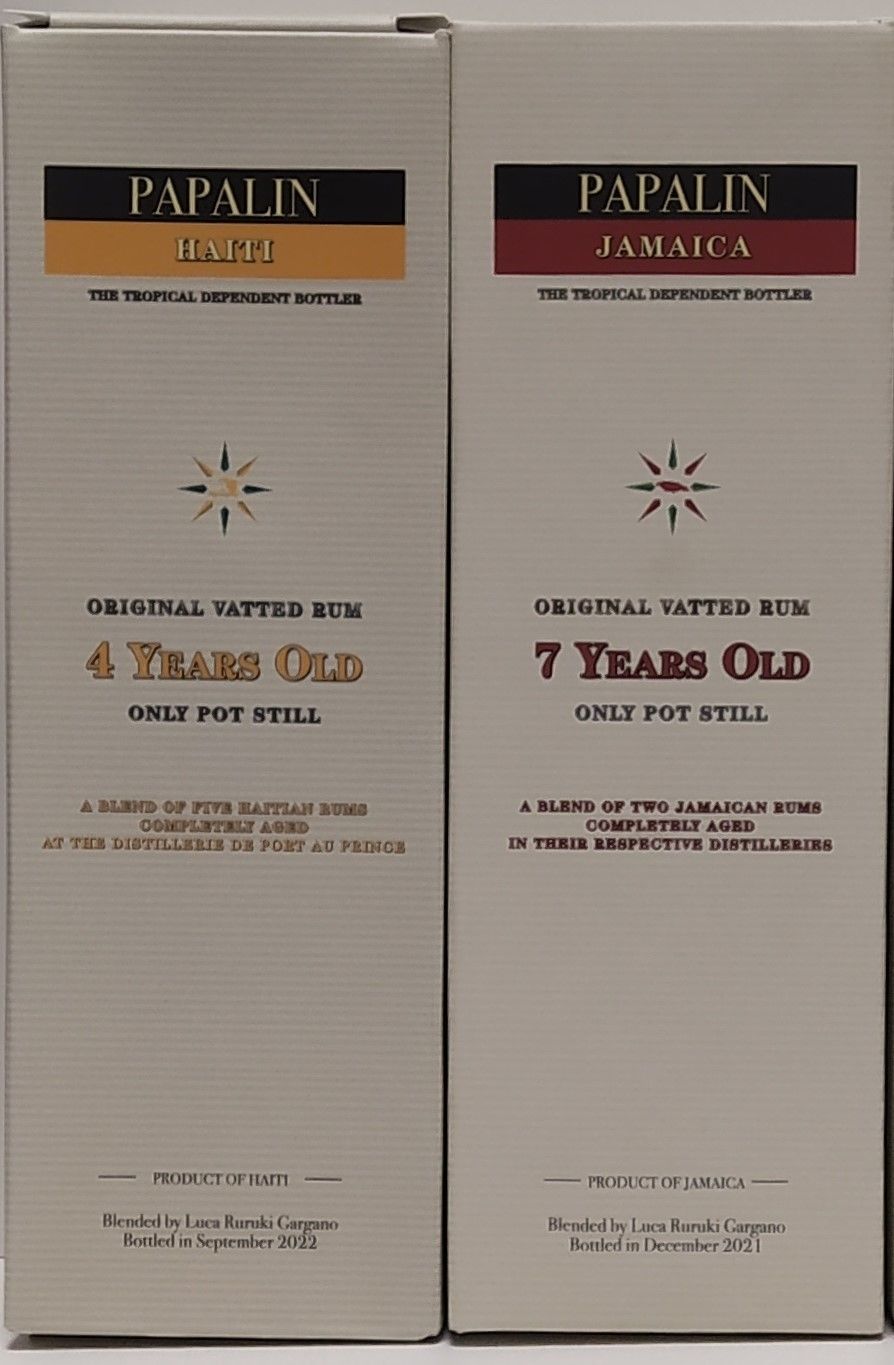 PAPALIN
HAITI
THE TROPICAL DEPENDENT BOTTLER
ORIGINAL VATTED RUM
4 YEARS OLD
ONLY POT STILL
A BLEND OF FIVE HAITIAN RUMS
COMPLETELY AGED
AT THE DISTILLERIE DE PORT AU PRINCE
PRODUCT OF HAITI
Blended by Luca Ruruki Gargano
Bottled in September 2022
PAPALIN
JAMAICA
THE TROPICAL DEPENDENT BOTTLER
ORIGINAL VATTED RUM
7 YEARS OLD
ONLY POT STILL
A BLEND OF TWO JAMAICAN RUMS
COMPLETELY AGED
IN THEIR RESPECTIVE DISTILLERIES
PRODUCT OF JAMAICA
Blended by Luca Ruruki Gargano
Bottled in December 2021